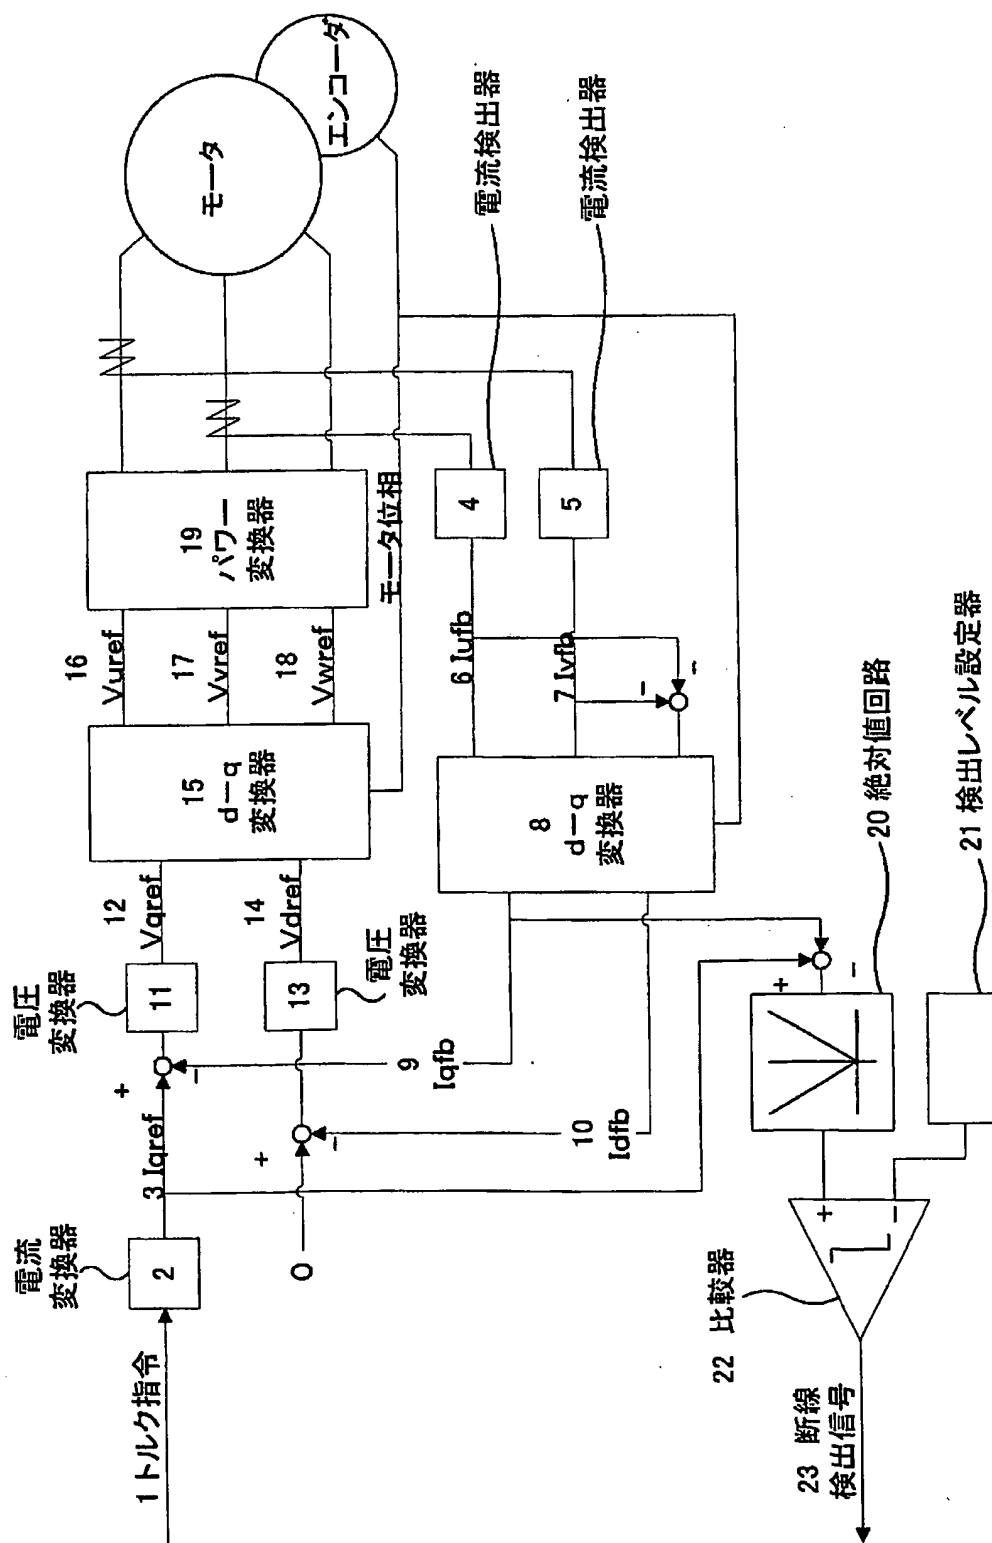 1 トルク指令
電流
変換器
2
3 Iqref
+
-
電圧
変換器
11
12
Vqref
O
+
-
13
電圧
変換器
14
Vdref
15
d-q
変換器
16
Vuref
17
Vvref
18
Vwref
19
パワー
変換器
モータ
エンコーダ
モータ位相
9
Iqfb
10
Idfb
8
d-q
変換器
6 Iufb
7 Ivfb
-
-
4
5
電流検出器
電流検出器
+
-
20 絶対値回路
21 検出レベル設定器
+
-
22 比較器
23 断線
検出信号